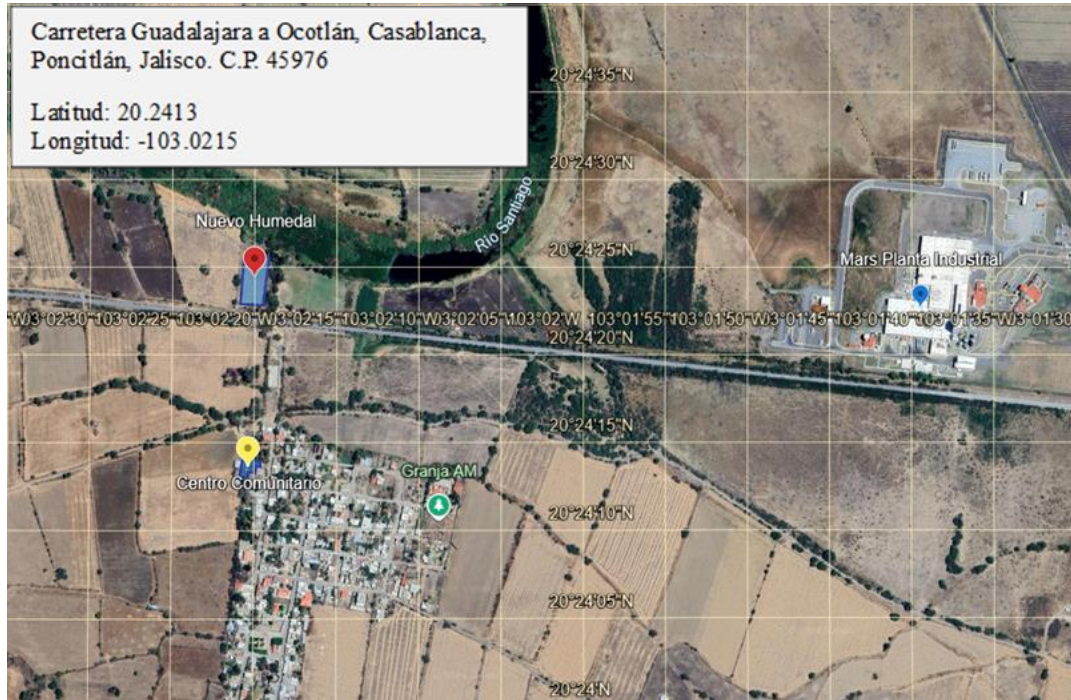 Carretera Guadalajara a Ocotlán, Casablanca,
Poncitlán, Jalisco. C.P. 45976
Latitud: 20.2413
Longitud: -103.0215
20°24'35"N
20°24'30"N
Río Santiago
Nuevo Humedal
20°24'25"N
Mars Planta Industrial
103°02'30"W
103°02'25"W
103°02'20"W
103°02'10"W
103°02'05"W
103°02'W
103°01'55"W
103°01'50"W
103°01'45"W
103°01'40"W
103°01'35"W
103°01'30"W
20°24'20"N
20°24'15"N
Granja AM
Centro Comunitario
20°24'10"N
20°24'05"N
20°24'N